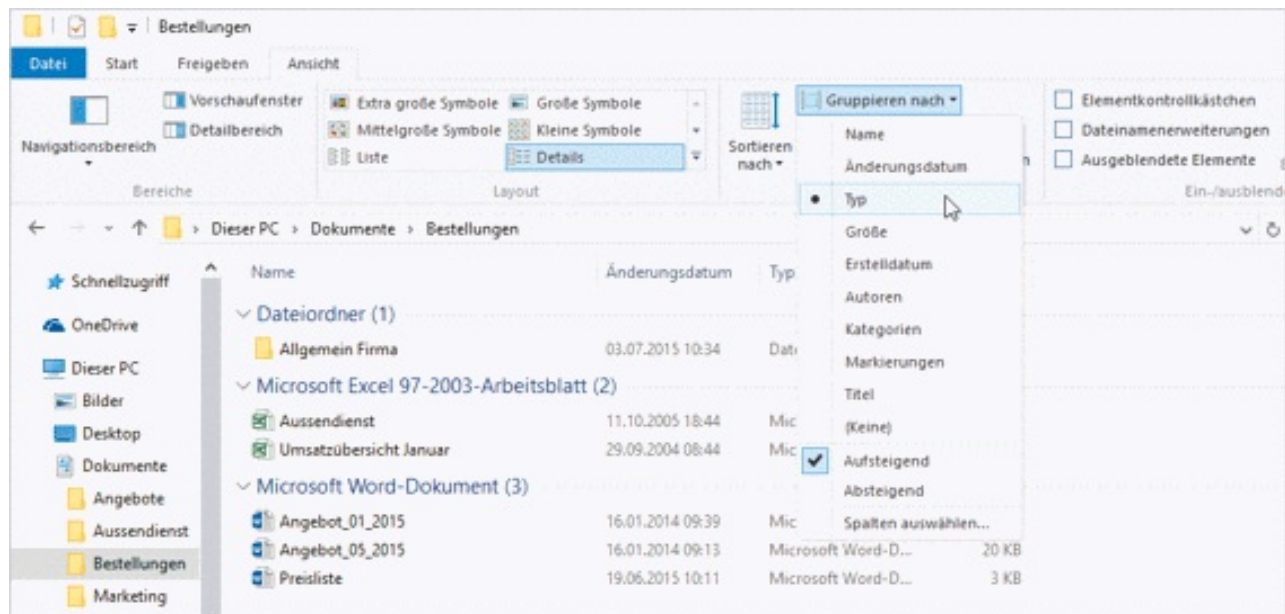 Bestellungen
Datei Start Freigeben Ansicht
Vorschaufenster Extra große Symbole Große Symbole Gruppieren nach Elementkontrollkästchen
Detailbereich Mittelgroße Symbole Kleine Symbole Name Dateinamenerweiterungen
Navigationsbereich Liste Details Sortieren nach Änderungsdatum Ausgeblendete Elemente
Bereiche Layout Typ Ein-/ausblend
Dieser PC › Dokumente › Bestellungen Größe
Schnellzugriff Name Änderungsdatum Typ Erstelldatum
OneDrive Dateiordner (1) Autoren
Dieser PC Allgemein Firma 03.07.2015 10:34 Kategorien
Markierungen
Bilder Microsoft Excel 97-2003-Arbeitsblatt (2) Titel
Desktop Aussendienst 11.10.2005 18:44 Mic (Keine)
Dokumente Umsatzübersicht Januar 29.09.2004 08:44 Mic Aufsteigend
Angebote Microsoft Word-Dokument (3) Absteigend
Aussendienst Angebot_01_2015 16.01.2014 09:39 Mic Spalten auswählen...
Bestellungen Angebot_05_2015 16.01.2014 09:13 Microsoft Word-D... 20 KB
Marketing Preisliste 19.06.2015 10:11 Microsoft Word-D... 3 KB